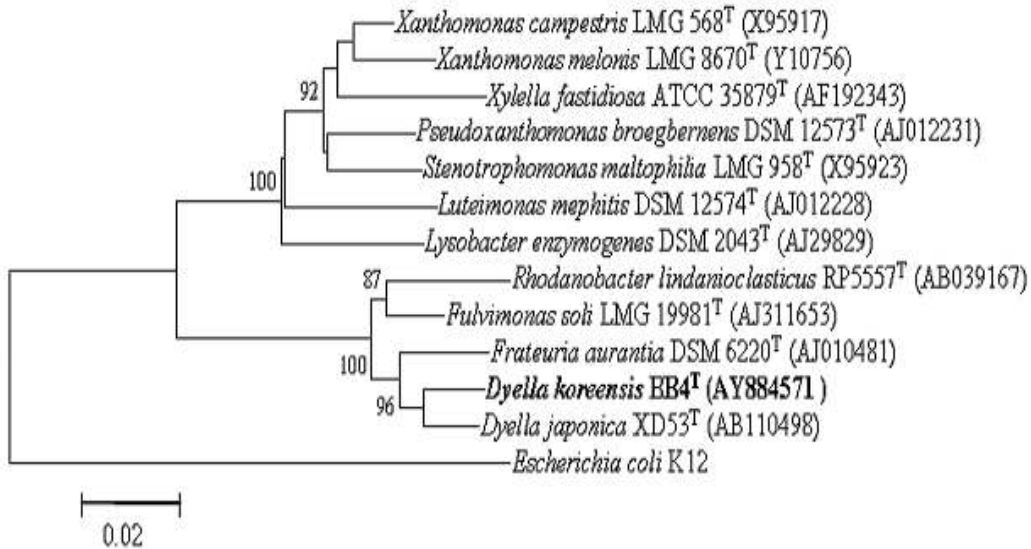 Xanthomonas campestris LMG 568T (X95917)
Xanthomonas melonis LMG 8670T (Y10756)
92
Xylella fastidiosa ATCC 35879T (AF192343)
Pseudoxanthomonas broegbernens DSM 12573T (AJ012231)
Stenotrophomonas maltophilia LMG 958T (X95923)
100
Luteimonas mephitis DSM 12574T (AJ012228)
Lysobacter enzymogenes DSM 2043T (AJ29829)
87
Rhodanobacter lindanioclasticus RP5557T (AB039167)
Fulvimonas soli LMG 19981T (AJ311653)
Frateuria aurantia DSM 6220T (AJ010481)
100
Dyella koreensis BB4T (AY884571)
96
Dyella japonica XD53T (AB110498)
Escherichia coli K12
0.02